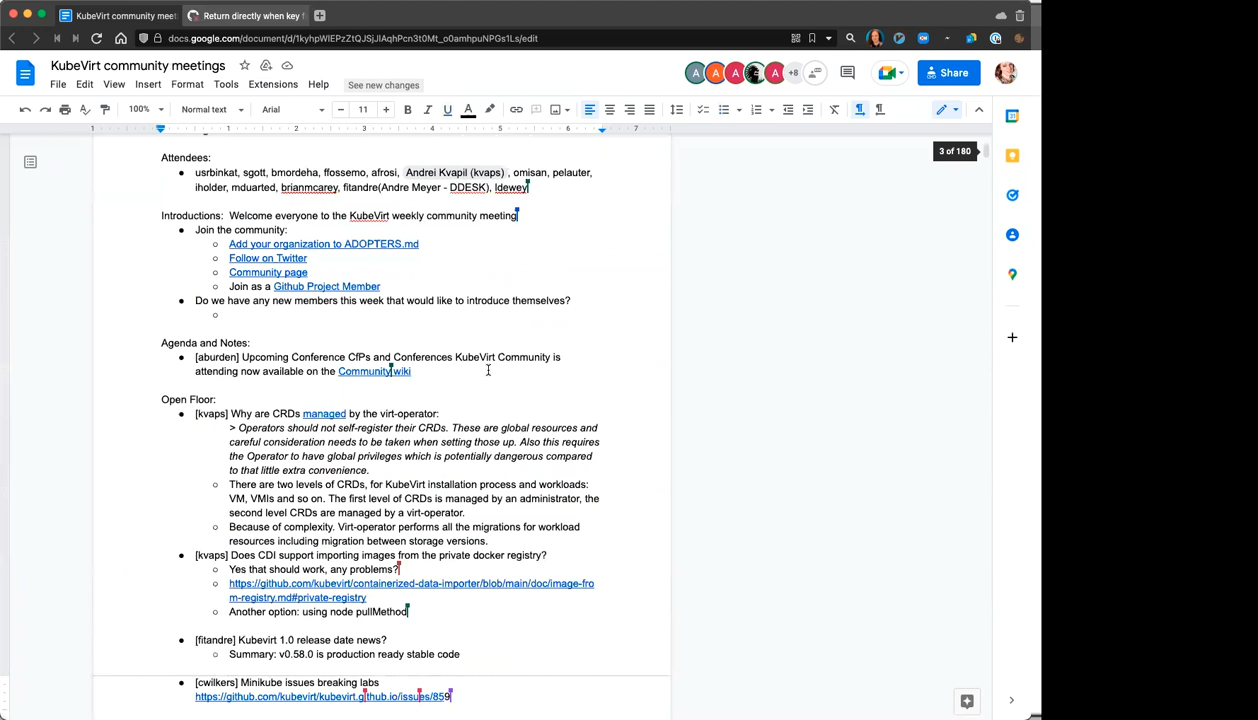 KubeVirt community meet
Return directly when key f
docs.google.com/document/d/1kyhpWlEPzZtQJSjJIAqhPcn3t0Mt_o0amhpuNPGs1Ls/edit
KubeVirt community meetings
File Edit View Insert Format Tools Extensions Help
See new changes
+8
Share
100%
Normal text
Arial
11
1 1 2 3 4 5 6 7
3 of 180
Attendees:
usrbinkat, sgott, bmordeha, ffossemo, afrosi, Andrei Kvapil (kvaps) , omisan, pelauter,
iholder, mduarted, brianmcarey, fitandre(Andre Meyer - DDESK), ldewey
Introductions: Welcome everyone to the KubeVirt weekly community meeting
Join the community:
Add your organization to ADOPTERS.md
Follow on Twitter
Community page
Join as a Github Project Member
Do we have any new members this week that would like to introduce themselves?
Agenda and Notes:
[aburden] Upcoming Conference CfPs and Conferences KubeVirt Community is
attending now available on the Community wiki
Open Floor:
[kvaps] Why are CRDs managed by the virt-operator:
> Operators should not self-register their CRDs. These are global resources and
careful consideration needs to be taken when setting those up. Also this requires
the Operator to have global privileges which is potentially dangerous compared
to that little extra convenience.
There are two levels of CRDs, for KubeVirt installation process and workloads:
VM, VMIs and so on. The first level of CRDs is managed by an administrator, the
second level CRDs are managed by a virt-operator.
Because of complexity. Virt-operator performs all the migrations for workload
resources including migration between storage versions.
[kvaps] Does CDI support importing images from the private docker registry?
Yes that should work, any problems?
https://github.com/kubevirt/containerized-data-importer/blob/main/doc/image-fro
m-registry.md#private-registry
Another option: using node pullMethod
[fitandre] Kubevirt 1.0 release date news?
Summary: v0.58.0 is production ready stable code
[cwilkers] Minikube issues breaking labs
https://github.com/kubevirt/kubevirt.github.io/issues/859